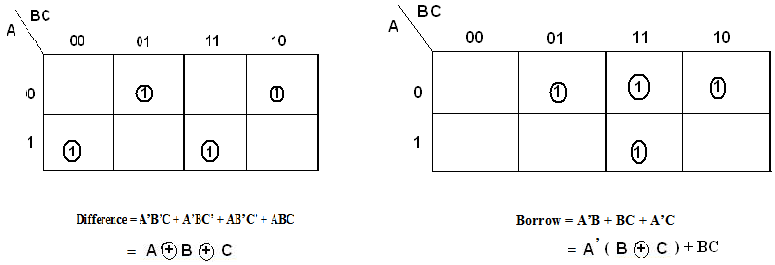 BC
A
00 01 11 10
0 1 1
1 1 1
Difference = A'B'C + A'BC' + AB'C' + ABC
= A ⊕ B ⊕ C
BC
A
00 01 11 10
0 1 1 1
1 1
Borrow = A'B + BC + A'C
= A' ( B ⊕ C ) + BC